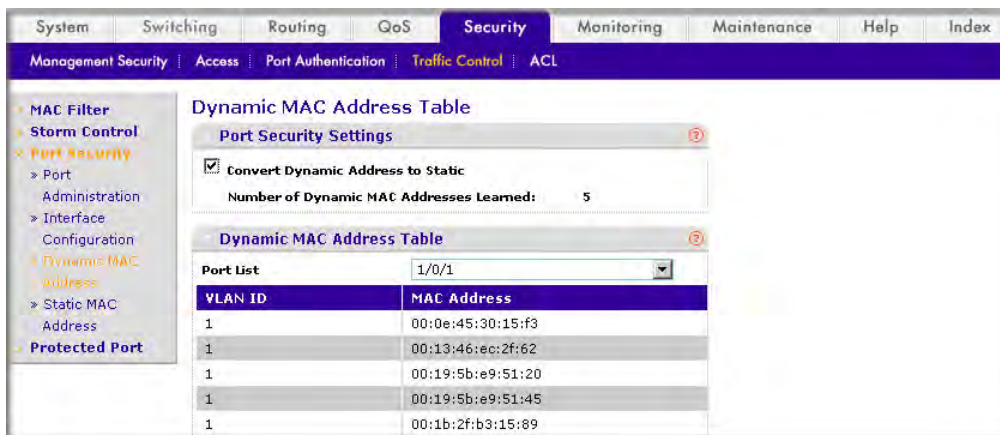 System Switching Routing QoS Security Monitoring Maintenance Help Index
Management Security Access Port Authentication Traffic Control ACL
MAC Filter
Storm Control
Port Security
» Port
Administration
» Interface
Configuration
» Dynamic MAC
Address
» Static MAC
Address
Protected Port
Dynamic MAC Address Table
Port Security Settings
Convert Dynamic Address to Static
Number of Dynamic MAC Addresses Learned: 5
Dynamic MAC Address Table
Port List 1/0/1
VLAN ID MAC Address
1 00:0e:45:30:15:f3
1 00:13:46:ec:2f:62
1 00:19:5b:e9:51:20
1 00:19:5b:e9:51:45
1 00:1b:2f:b3:15:89